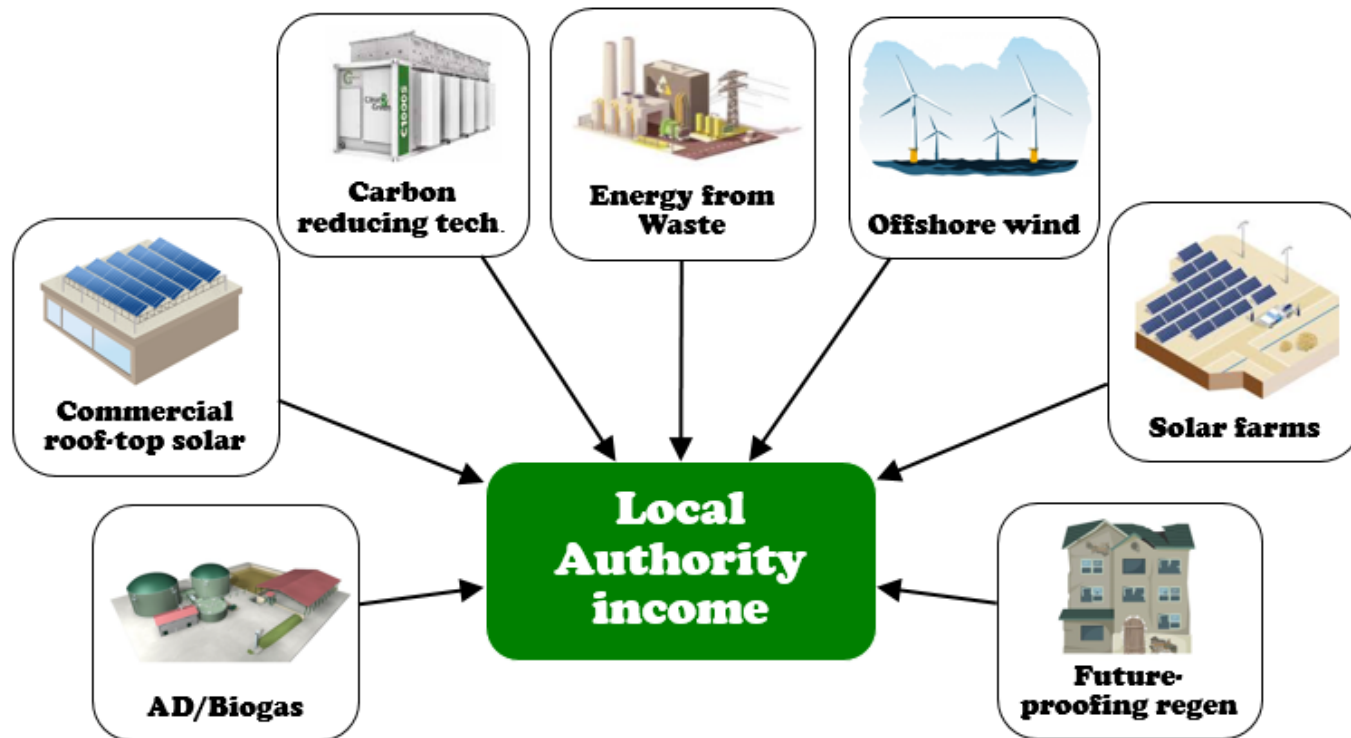 Carbon
reducing tech.
Energy from
Waste
Offshore wind
Commercial
roof-top solar
Solar farms
Local
Authority
income
AD/Biogas
Future-
proofing regen
C1000S